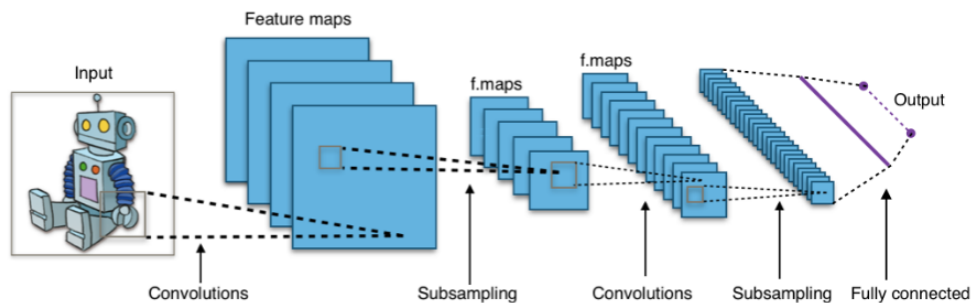 Feature maps
Input
f.maps
f.maps
Output
Convolutions
Subsampling
Convolutions
Subsampling
Fully connected